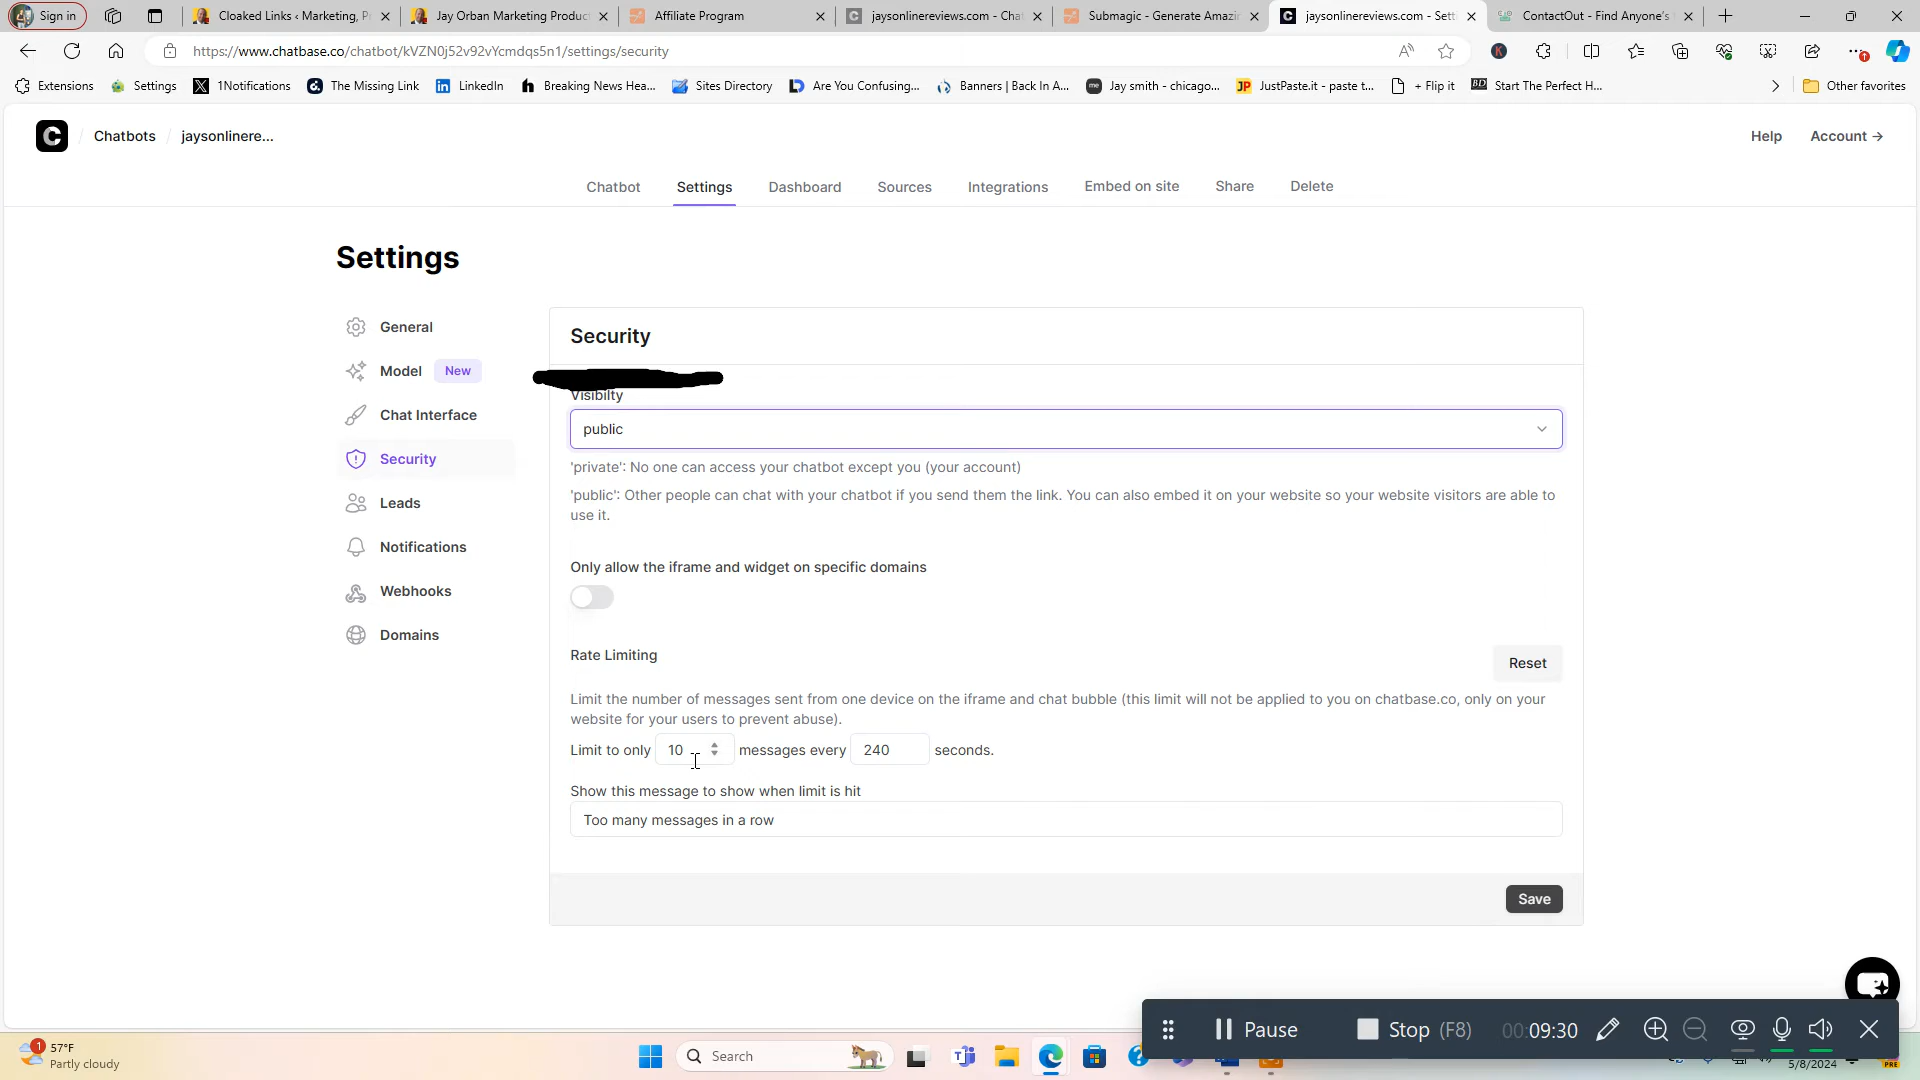 Sign in
Cloaked Links ‹ Marketing, P
Jay Orban Marketing Produc
Affiliate Program
jaysonlinereviews.com - Cha
Submagic - Generate Amazi
jaysonlinereviews.com - Sett
ContactOut - Find Anyone's
https://www.chatbase.co/chatbot/kVZN0j52v92vYcmdqs5n1/settings/security
Extensions
Settings
1Notifications
The Missing Link
LinkedIn
Breaking News Hea...
Sites Directory
Are You Confusing...
Banners | Back In A...
Jay smith - chicago...
JustPaste.it - paste t...
+ Flip it
Start The Perfect H...
Other favorites
Chatbots
jaysonlinere...
Help
Account →
Chatbot
Settings
Dashboard
Sources
Integrations
Embed on site
Share
Delete
Settings
General
Model New
Chat Interface
Security
Leads
Notifications
Webhooks
Domains
Security
Visibilty
public
'private': No one can access your chatbot except you (your account)
'public': Other people can chat with your chatbot if you send them the link. You can also embed it on your website so your website visitors are able to
use it.
Only allow the iframe and widget on specific domains
Rate Limiting
Reset
Limit the number of messages sent from one device on the iframe and chat bubble (this limit will not be applied to you on chatbase.co, only on your
website for your users to prevent abuse).
Limit to only 10 messages every 240 seconds.
Show this message to show when limit is hit
Too many messages in a row
Save
Pause
Stop (F8)
00:09:30
1
57°F
Partly cloudy
Search
5/8/2024
PRE